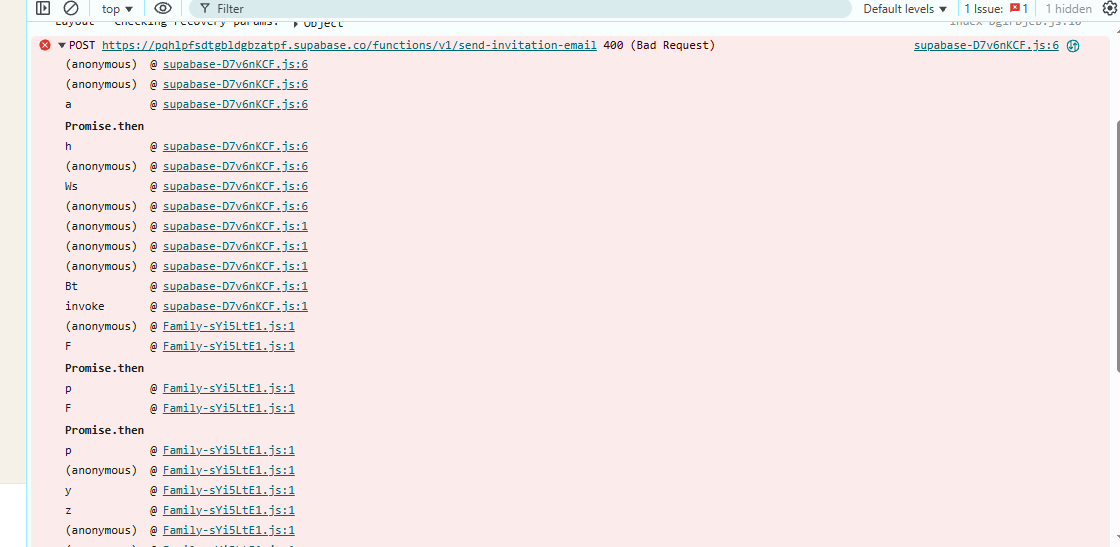 top ▼ Filter Default levels ▼ 1 Issue: 1 1 hidden
Layout Checking recovery params: ▶ Object
POST https://pqhlpfsdtgbldgbzatpf.supabase.co/functions/v1/send-invitation-email 400 (Bad Request) supabase-D7v6nKCF.js:6
(anonymous) @ supabase-D7v6nKCF.js:6
(anonymous) @ supabase-D7v6nKCF.js:6
a @ supabase-D7v6nKCF.js:6
Promise.then
h @ supabase-D7v6nKCF.js:6
(anonymous) @ supabase-D7v6nKCF.js:6
Ws @ supabase-D7v6nKCF.js:6
(anonymous) @ supabase-D7v6nKCF.js:6
(anonymous) @ supabase-D7v6nKCF.js:1
(anonymous) @ supabase-D7v6nKCF.js:1
(anonymous) @ supabase-D7v6nKCF.js:1
Bt @ supabase-D7v6nKCF.js:1
invoke @ supabase-D7v6nKCF.js:1
(anonymous) @ Family-sYi5LtE1.js:1
F @ Family-sYi5LtE1.js:1
Promise.then
p @ Family-sYi5LtE1.js:1
F @ Family-sYi5LtE1.js:1
Promise.then
p @ Family-sYi5LtE1.js:1
(anonymous) @ Family-sYi5LtE1.js:1
y @ Family-sYi5LtE1.js:1
z @ Family-sYi5LtE1.js:1
(anonymous) @ Family-sYi5LtE1.js:1